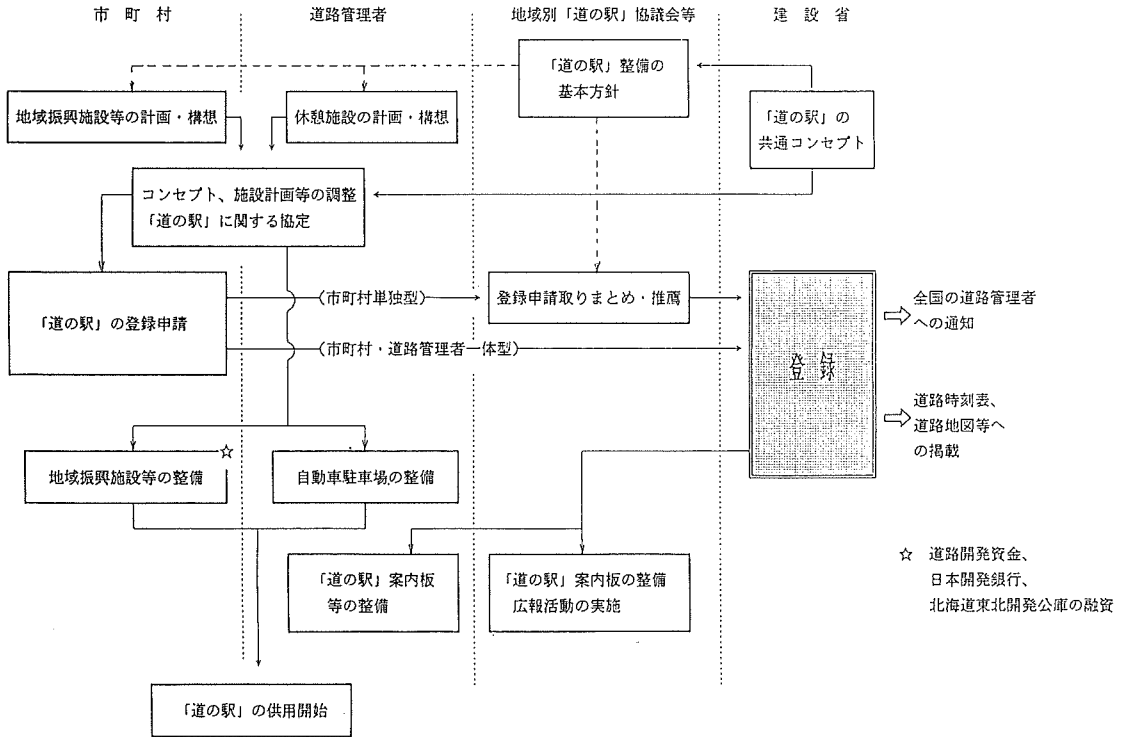 市町村
道路管理者
地域別「道の駅」協議会等
建設省
「道の駅」整備の
基本方針
地域振興施設等の計画・構想
休憩施設の計画・構想
「道の駅」の
共通コンセプト
コンセプト、施設計画等の調整
「道の駅」に関する協定
「道の駅」の登録申請
(市町村単独型)
登録申請取りまとめ・推薦
(市町村・道路管理者一体型)
登録
全国の道路管理者
への通知
道路時刻表、
道路地図等へ
の掲載
地域振興施設等の整備
☆
自動車駐車場の整備
「道の駅」案内板
等の整備
「道の駅」案内板の整備
広報活動の実施
☆ 道路開発資金、
日本開発銀行、
北海道東北開発公庫の融資
「道の駅」の供用開始